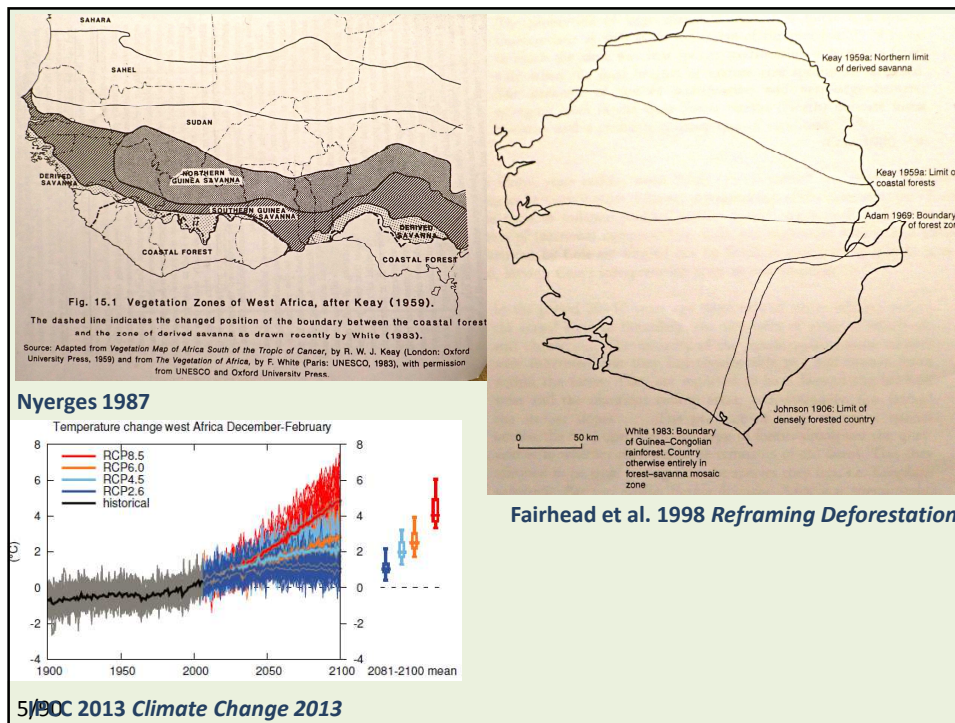 SAHARA
SAHEL
SUDAN
DERIVED
SAVANNA
NORTHERN
GUINEA SAVANNA
SOUTHERN GUINEA
SAVANNA
DERIVED
SAVANNA
COASTAL FOREST
COASTAL FOREST
Fig. 15.1 Vegetation Zones of West Africa, after Keay (1959).
The dashed line indicates the changed position of the boundary between the coastal forest
and the zone of derived savanna as drawn recently by White (1983).
Source: Adapted from Vegetation Map of Africa South of the Tropic of Cancer, by R. W. J. Keay (London: Oxford
University Press, 1959) and from The Vegetation of Africa, by F. White (Paris: UNESCO, 1983), with permission
from UNESCO and Oxford University Press.
Nyerges 1987
Keay 1959a: Northern limit
of derived savanna
Keay 1959a: Limit of
coastal forests
Adam 1969: Boundary
of forest zon
Johnson 1906: Limit of
densely forested country
White 1983: Boundary
of Guinea–Congolian
rainforest. Country
otherwise entirely in
forest–savanna mosaic
zone
0 50 km
Fairhead et al. 1998 Reframing Deforestation
Temperature change west Africa December-February
RCP8.5
RCP6.0
RCP4.5
RCP2.6
historical
(°C)
8
6
4
2
0
-2
-4
8
6
4
2
0
-2
-4
1900 1950 2000 2050 2100
2081-2100 mean
5/90
IPCC 2013 Climate Change 2013